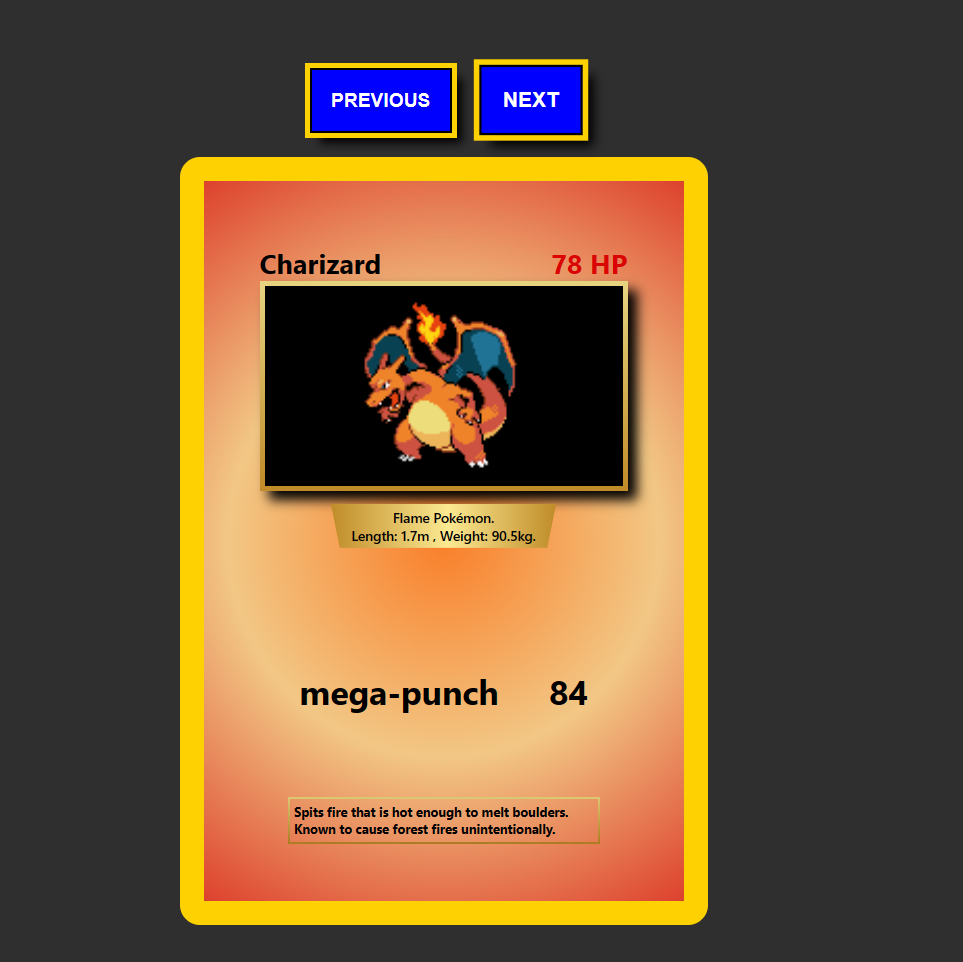 PREVIOUS
NEXT
Charizard
78 HP
Flame Pokémon.
Length: 1.7m , Weight: 90.5kg.
mega-punch
84
Spits fire that is hot enough to melt boulders.
Known to cause forest fires unintentionally.